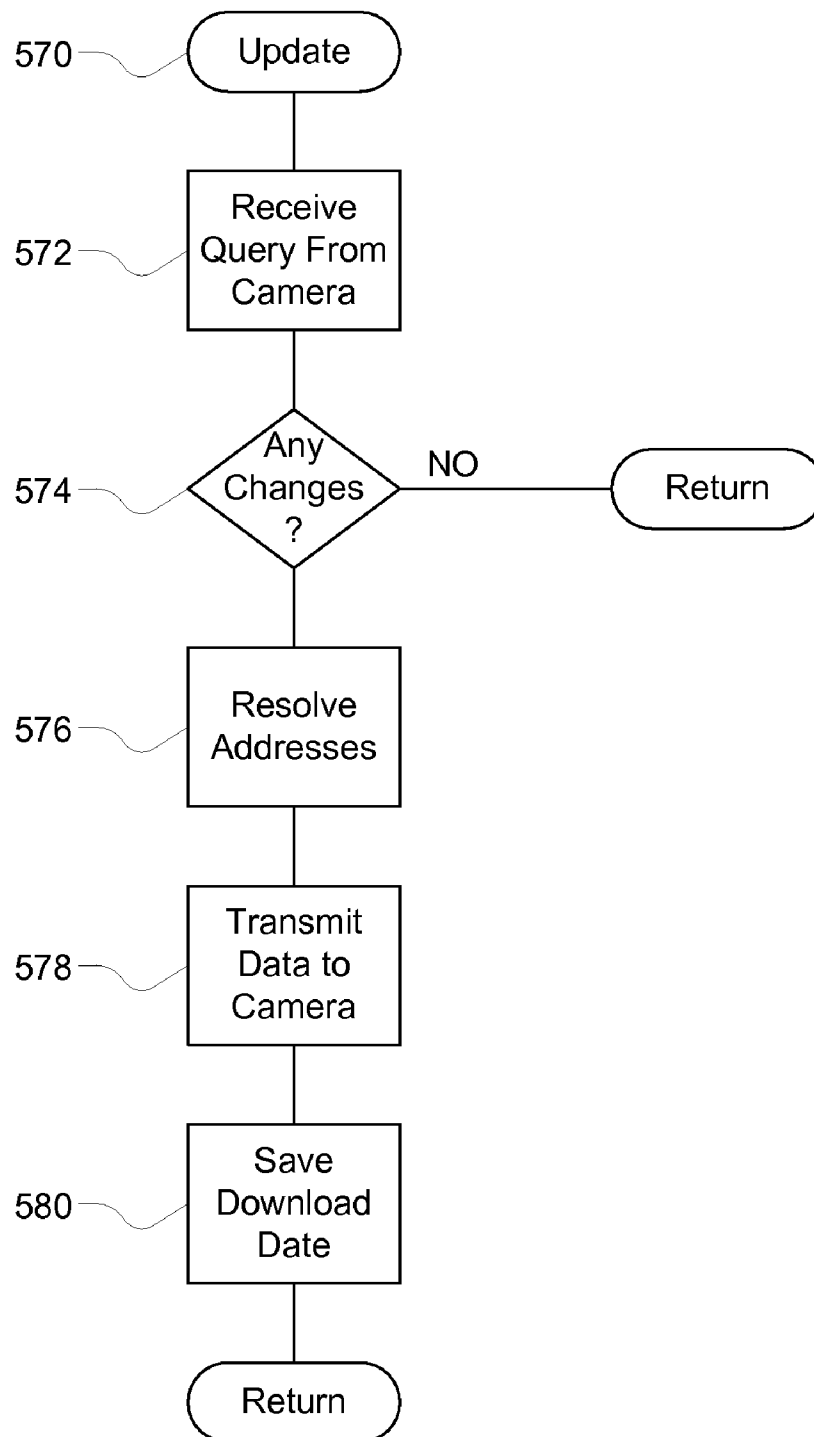 570
Update
572
Receive
Query From
Camera
574
Any
Changes
?
NO
Return
576
Resolve
Addresses
578
Transmit
Data to
Camera
580
Save
Download
Date
Return